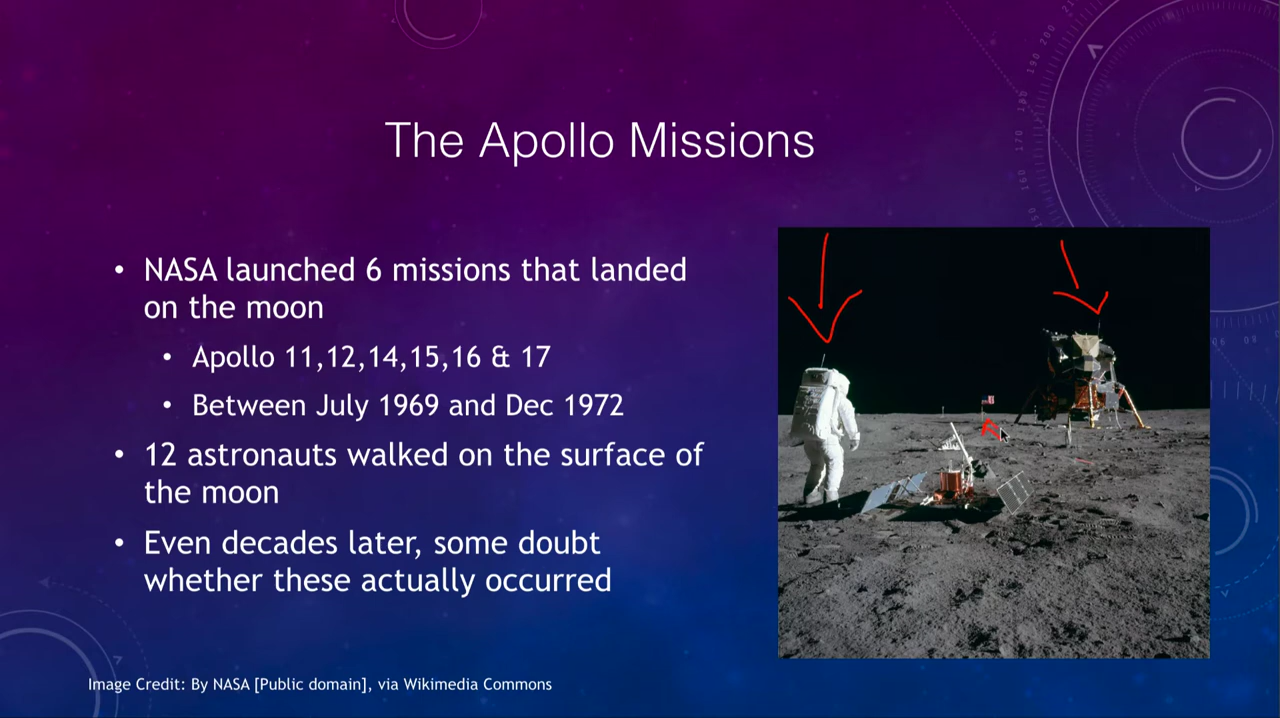 The Apollo Missions
• NASA launched 6 missions that landed
on the moon
• Apollo 11,12,14,15,16 & 17
• Between July 1969 and Dec 1972
• 12 astronauts walked on the surface of
the moon
• Even decades later, some doubt
whether these actually occurred
Image Credit: By NASA [Public domain], via Wikimedia Commons